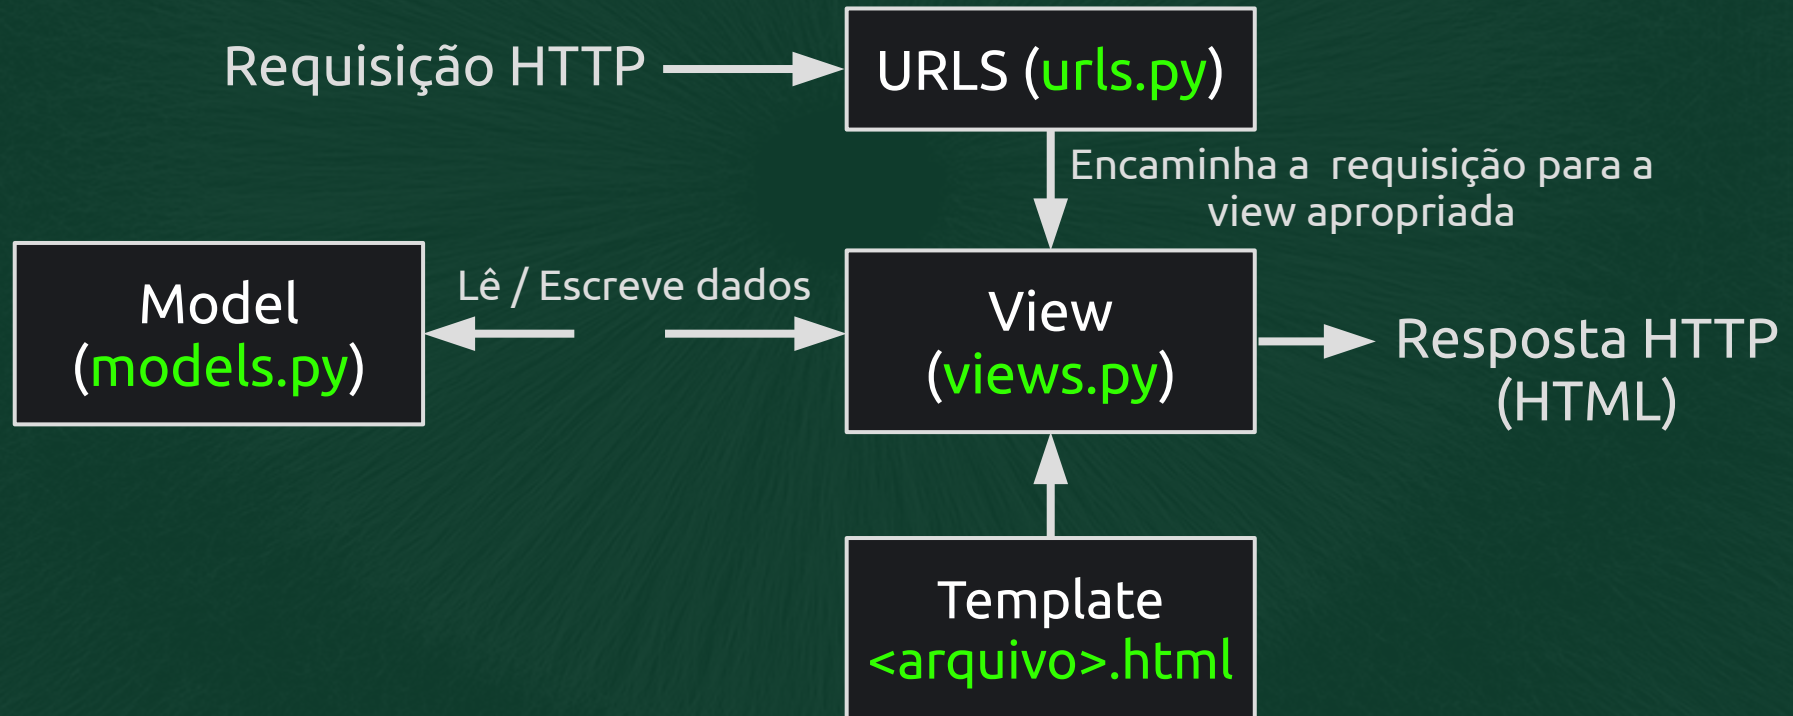 Requisição HTTP
URLS (urls.py)
Encaminha a requisição para a
view apropriada
Model
(models.py)
Lê / Escreve dados
View
(views.py)
Resposta HTTP
(HTML)
Template
<arquivo>.html